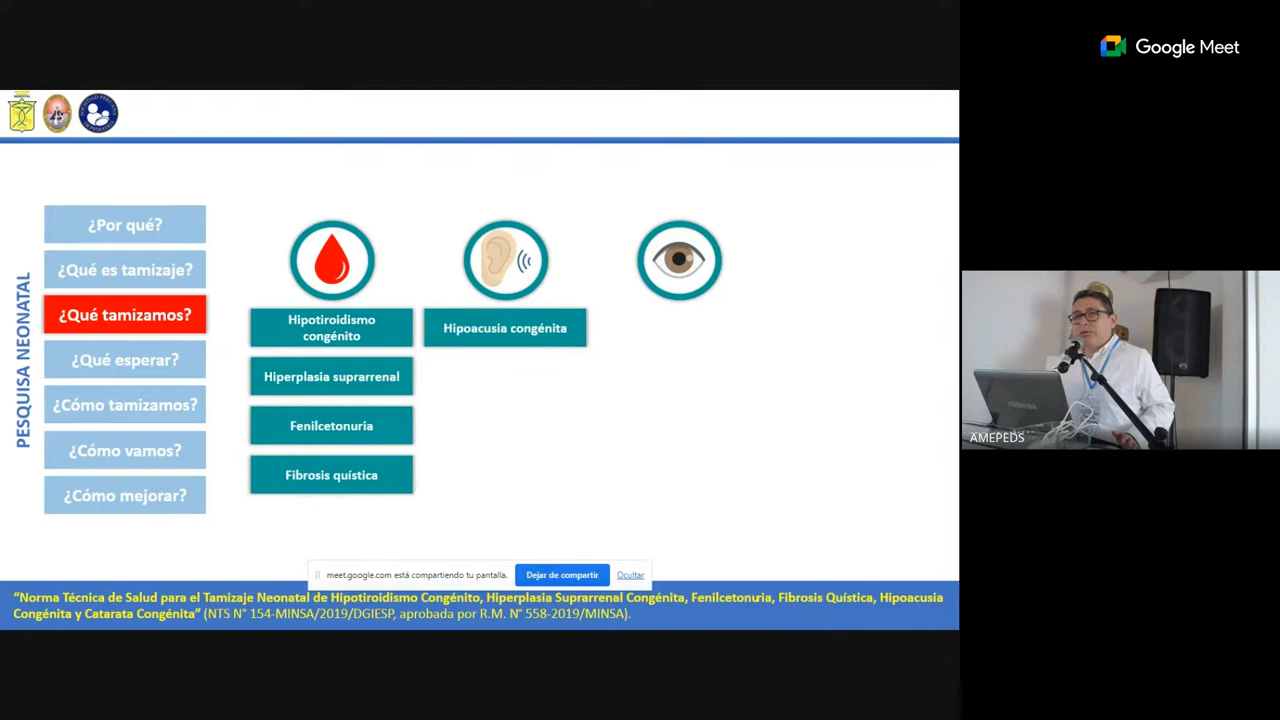 Google Meet
PESQUISA NEONATAL
¿Por qué?
¿Qué es tamizaje?
¿Qué tamizamos?
¿Qué esperar?
¿Cómo tamizamos?
¿Cómo vamos?
¿Cómo mejorar?
Hipotiroidismo
congénito
Hiperplasia suprarrenal
Fenilcetonuria
Fibrosis quística
Hipoacusia congénita
meet.google.com está compartiendo tu pantalla.
Dejar de compartir
Ocultar
“Norma Técnica de Salud para el Tamizaje Neonatal de Hipotiroidismo Congénito, Hiperplasia Suprarrenal Congénita, Fenilcetonuria, Fibrosis Quística, Hipoacusia
Congénita y Catarata Congénita” (NTS N° 154-MINSA/2019/DGIESP, aprobada por R.M. N° 558-2019/MINSA).
AMEPEDS